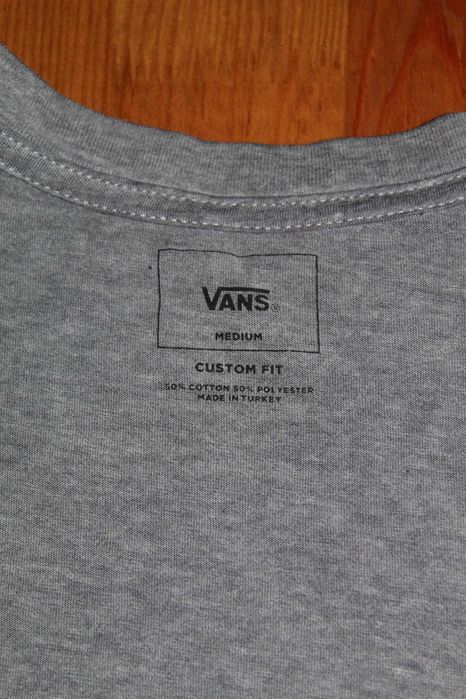 VANS
MEDIUM
CUSTOM FIT
50% COTTON 50% POLYESTER
MADE IN TURKEY